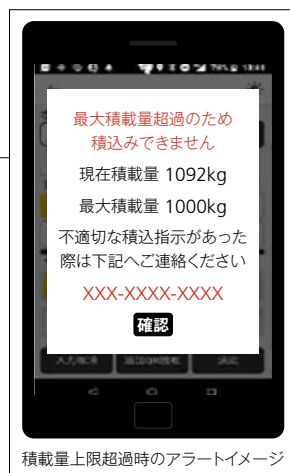 最大積載量超過のため
積込みできません
現在積載量 1092kg
最大積載量 1000kg
不適切な積込指示があった
際は下記へご連絡ください
XXX-XXXX-XXXX
確認
積載量上限超過時のアラートイメージ